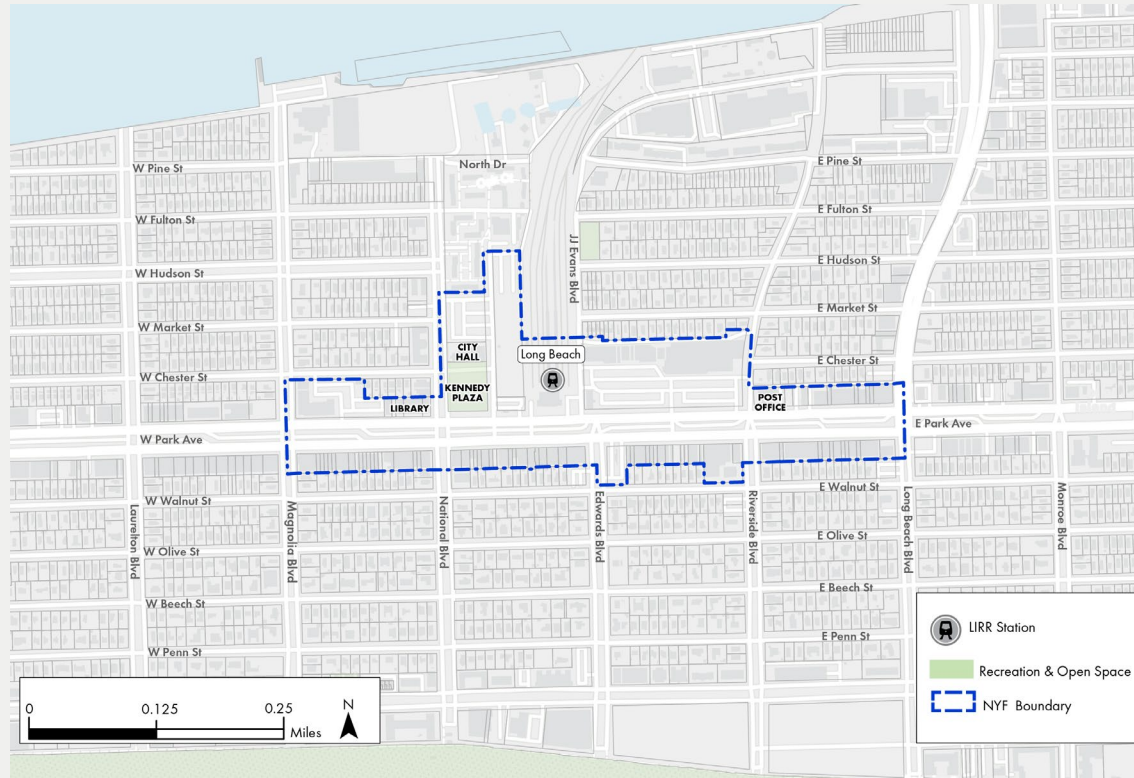 North Dr
W Pine St
E Pine St
W Fulton St
E Fulton St
JJ Evans Blvd
W Hudson St
E Hudson St
W Market St
E Market St
CITY
HALL
Long Beach
W Chester St
E Chester St
KENNEDY
PLAZA
LIBRARY
POST
OFFICE
W Park Ave
E Park Ave
Laurelton Blvd
Magnolia Blvd
National Blvd
Edwards Blvd
Riverside Blvd
Long Beach Blvd
Monroe Blvd
W Walnut St
E Walnut St
W Olive St
E Olive St
W Beech St
E Beech St
W Penn St
E Penn St
LIRR Station
Recreation & Open Space
NYF Boundary
0 0.125 0.25
Miles
N